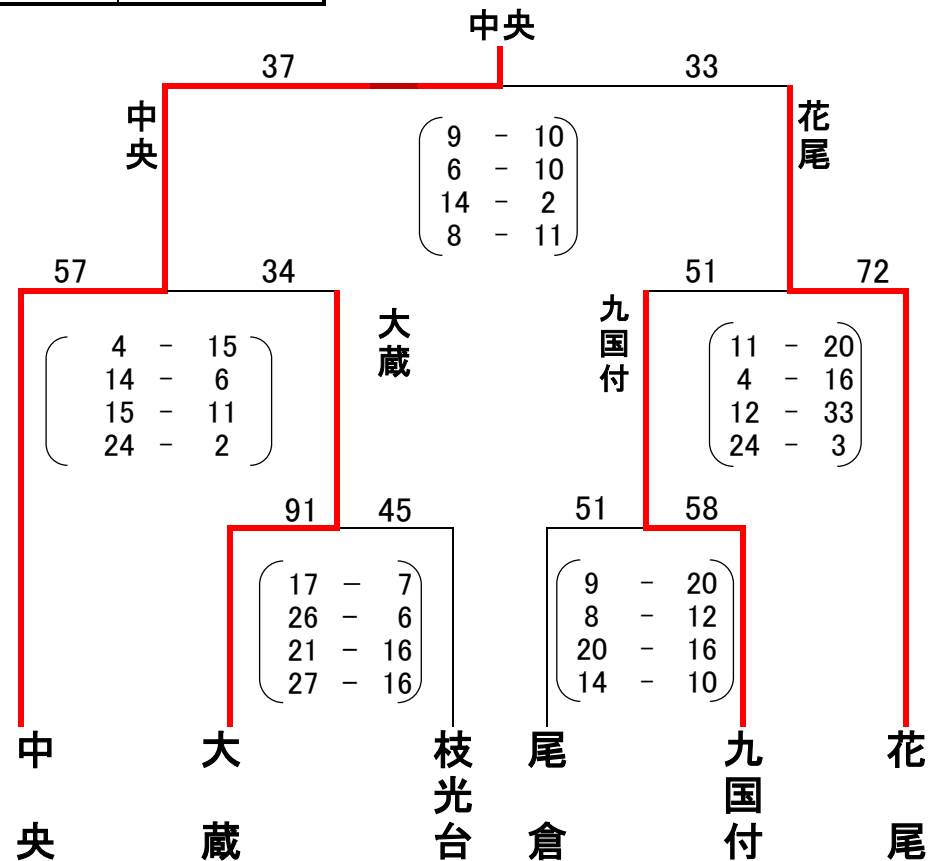 中央
37 33
中央
花尾
9 - 10
6 - 10
14 - 2
8 - 11
57 34
51 72
大蔵
九国付
4 - 15
14 - 6
15 - 11
24 - 2
11 - 20
4 - 16
12 - 33
24 - 3
91 45
51 58
17 - 7
26 - 6
21 - 16
27 - 16
9 - 20
8 - 12
20 - 16
14 - 10
中央
大蔵
枝光台
尾倉
九国付
花尾